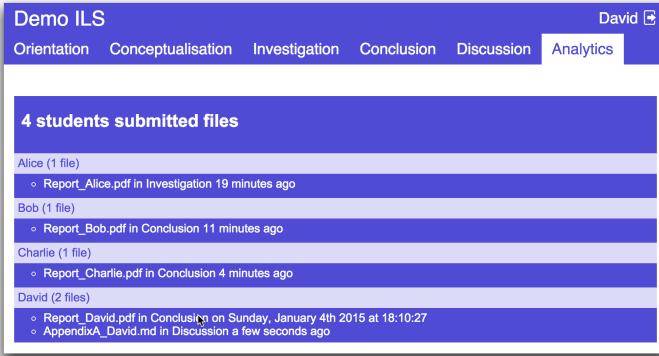 Demo ILS David
Orientation Conceptualisation Investigation Conclusion Discussion Analytics
4 students submitted files
Alice (1 file)
Report_Alice.pdf in Investigation 19 minutes ago
Bob (1 file)
Report_Bob.pdf in Conclusion 11 minutes ago
Charlie (1 file)
Report_Charlie.pdf in Conclusion 4 minutes ago
David (2 files)
Report_David.pdf in Conclusion on Sunday, January 4th 2015 at 18:10:27
AppendixA_David.md in Discussion a few seconds ago